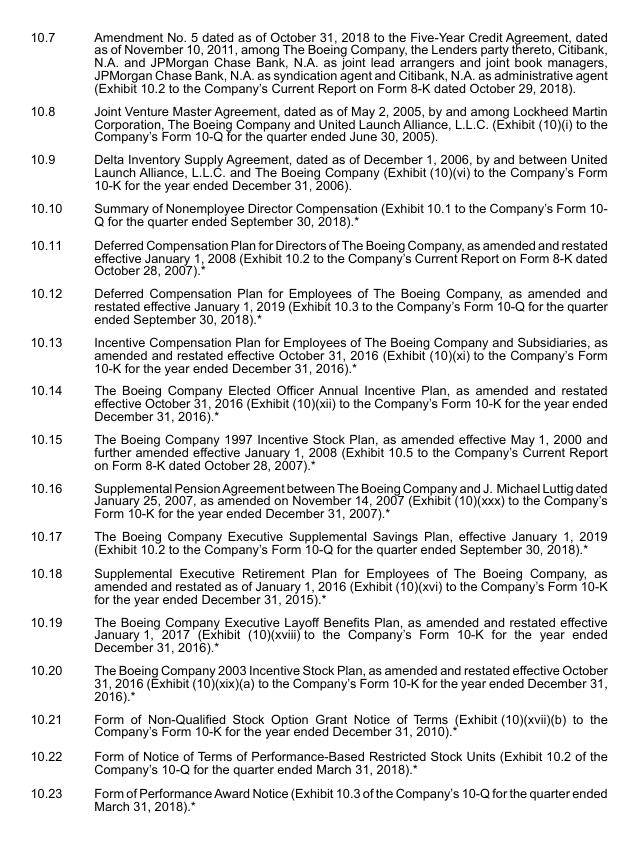 10.7 Amendment No. 5 dated as of October 31, 2018 to the Five-Year Credit Agreement, dated
as of November 10, 2011, among The Boeing Company, the Lenders party thereto, Citibank,
N.A. and JPMorgan Chase Bank, N.A. as joint lead arrangers and joint book managers,
JPMorgan Chase Bank, N.A. as syndication agent and Citibank, N.A. as administrative agent
(Exhibit 10.2 to the Company's Current Report on Form 8-K dated October 29, 2018).
10.8 Joint Venture Master Agreement, dated as of May 2, 2005, by and among Lockheed Martin
Corporation, The Boeing Company and United Launch Alliance, L.L.C. (Exhibit (10)(i) to the
Company's Form 10-Q for the quarter ended June 30, 2005).
10.9 Delta Inventory Supply Agreement, dated as of December 1, 2006, by and between United
Launch Alliance, L.L.C. and The Boeing Company (Exhibit (10)(vi) to the Company's Form
10-K for the year ended December 31, 2006).
10.10 Summary of Nonemployee Director Compensation (Exhibit 10.1 to the Company's Form 10-
Q for the quarter ended September 30, 2018).*
10.11 Deferred Compensation Plan for Directors of The Boeing Company, as amended and restated
effective January 1, 2008 (Exhibit 10.2 to the Company's Current Report on Form 8-K dated
October 28, 2007).*
10.12 Deferred Compensation Plan for Employees of The Boeing Company, as amended and
restated effective January 1, 2019 (Exhibit 10.3 to the Company's Form 10-Q for the quarter
ended September 30, 2018).*
10.13 Incentive Compensation Plan for Employees of The Boeing Company and Subsidiaries, as
amended and restated effective October 31, 2016 (Exhibit (10)(xi) to the Company's Form
10-K for the year ended December 31, 2016).*
10.14 The Boeing Company Elected Officer Annual Incentive Plan, as amended and restated
effective October 31, 2016 (Exhibit (10)(xii) to the Company's Form 10-K for the year ended
December 31, 2016).*
10.15 The Boeing Company 1997 Incentive Stock Plan, as amended effective May 1, 2000 and
further amended effective January 1, 2008 (Exhibit 10.5 to the Company's Current Report
on Form 8-K dated October 28, 2007).*
10.16 Supplemental Pension Agreement between The Boeing Company and J. Michael Luttig dated
January 25, 2007, as amended on November 14, 2007 (Exhibit (10)(xxx) to the Company's
Form 10-K for the year ended December 31, 2007).*
10.17 The Boeing Company Executive Supplemental Savings Plan, effective January 1, 2019
(Exhibit 10.2 to the Company's Form 10-Q for the quarter ended September 30, 2018).*
10.18 Supplemental Executive Retirement Plan for Employees of The Boeing Company, as
amended and restated as of January 1, 2016 (Exhibit (10)(xvi) to the Company's Form 10-K
for the year ended December 31, 2015).*
10.19 The Boeing Company Executive Layoff Benefits Plan, as amended and restated effective
January 1, 2017 (Exhibit (10)(xviii) to the Company's Form 10-K for the year ended
December 31, 2016).*
10.20 The Boeing Company 2003 Incentive Stock Plan, as amended and restated effective October
31, 2016 (Exhibit (10)(xix)(a) to the Company's Form 10-K for the year ended December 31,
2016).*
10.21 Form of Non-Qualified Stock Option Grant Notice of Terms (Exhibit (10)(xvii)(b) to the
Company's Form 10-K for the year ended December 31, 2010).*
10.22 Form of Notice of Terms of Performance-Based Restricted Stock Units (Exhibit 10.2 of the
Company's 10-Q for the quarter ended March 31, 2018).*
10.23 Form of Performance Award Notice (Exhibit 10.3 of the Company's 10-Q for the quarter ended
March 31, 2018).*